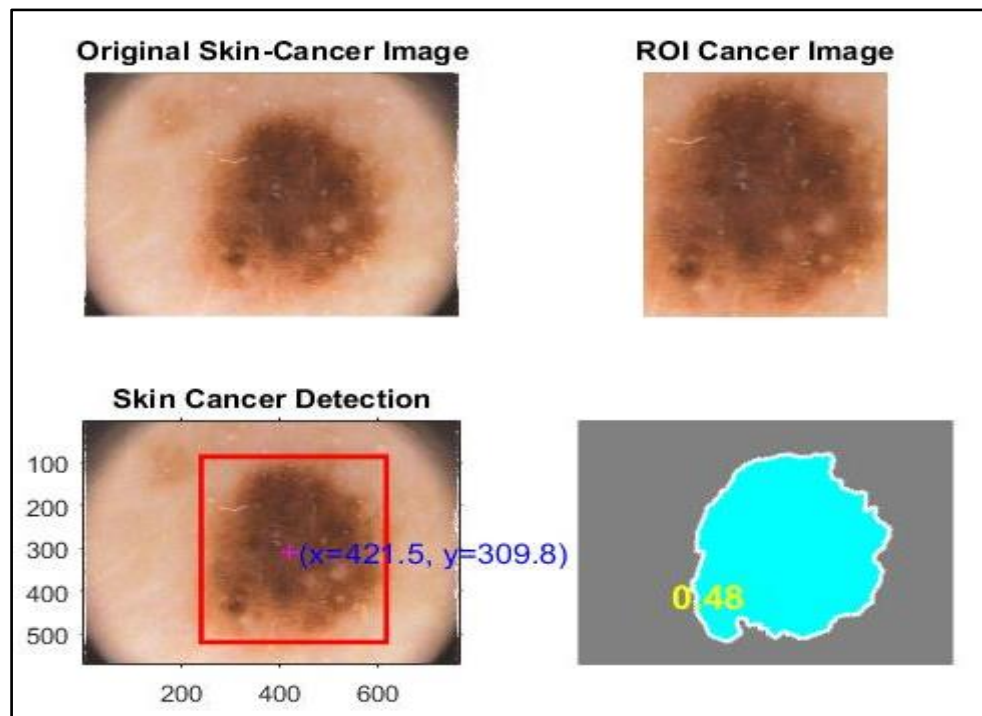 Original Skin-Cancer Image
ROI Cancer Image
Skin Cancer Detection
100
200
300
400
500
(x=421.5, y=309.8)
200
400
600
0.48